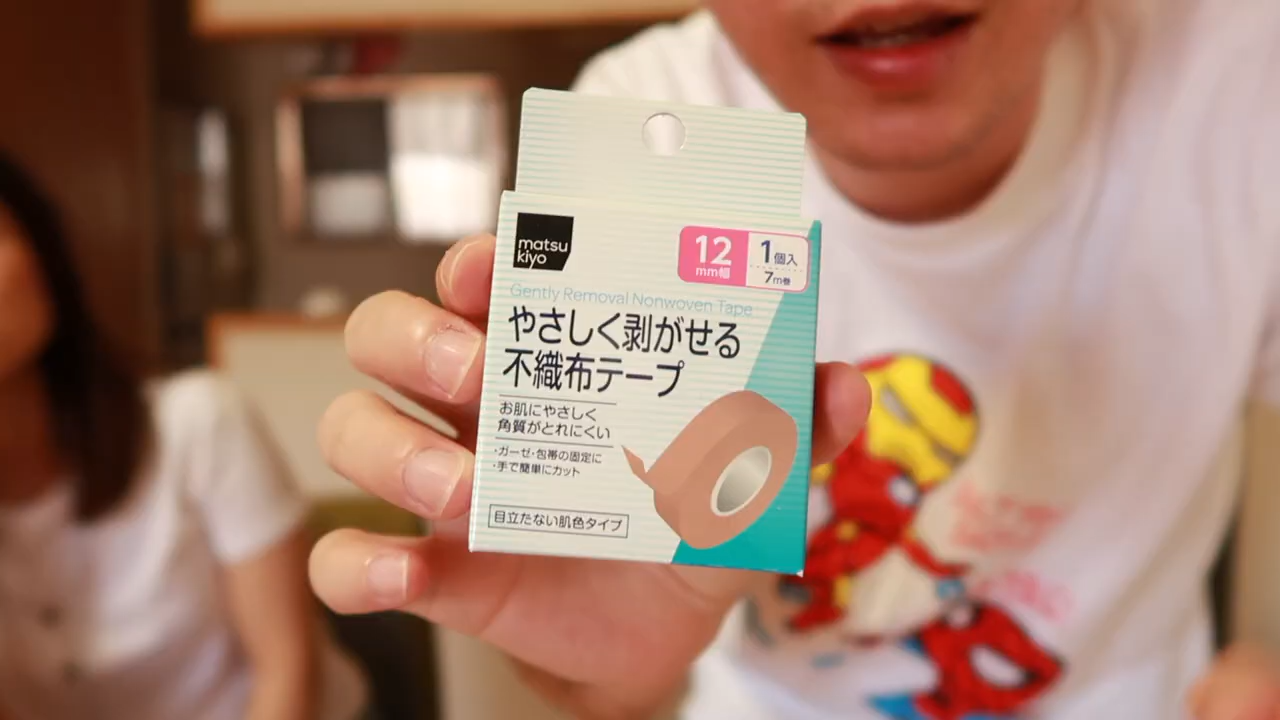 matsu
kiyo
12
mm幅
1個入
7m巻
Gently Removal Nonwoven Tape
やさしく剥がせる
不織布テープ
お肌にやさしく
角質がとれにくい
・ガーゼ・包帯の固定に
・手で簡単にカット
目立たない肌色タイプ